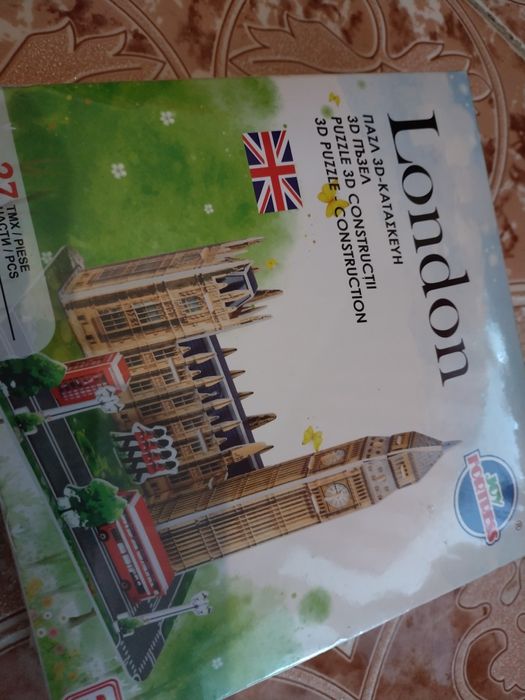 London
ΠΑΖΛ 3D-ΚΑΤΑΣΚΕΥΗ
3D ПЪЗЕЛ
PUZZLE 3D CONSTRUCTII
3D PUZZLE - CONSTRUCTION
27
ΤΜΧ / PIESE
ЧАСТИ / PCS